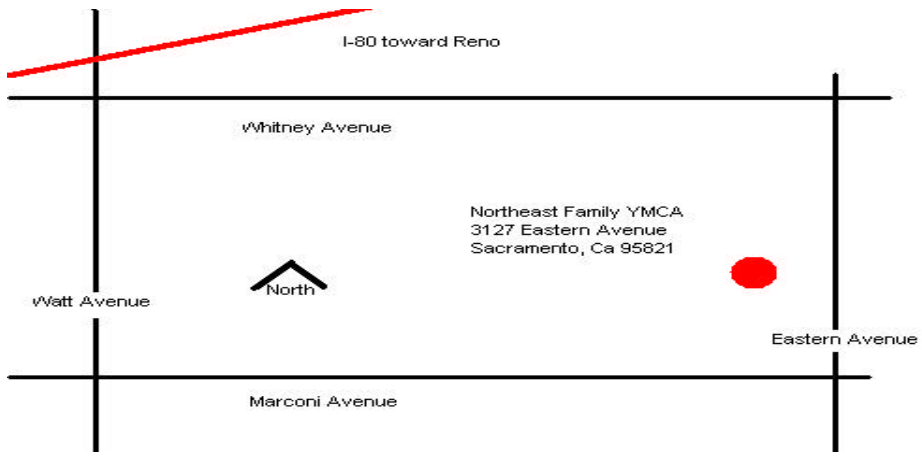 I-80 toward Reno
Whitney Avenue
Northeast Family YMCA
3127 Eastern Avenue
Sacramento, Ca 95821
North
Watt Avenue
Eastern Avenue
Marconi Avenue